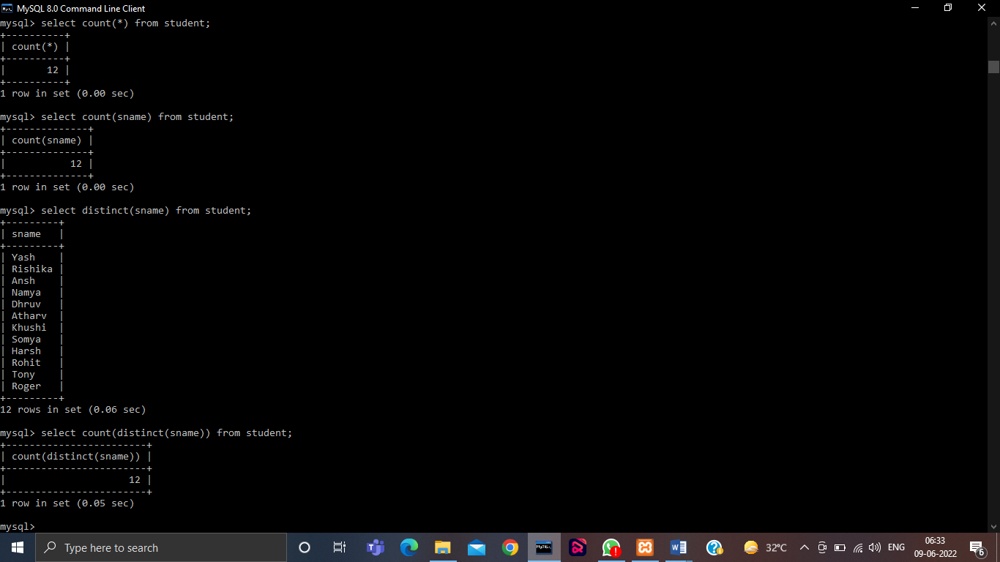 MySQL 8.0 Command Line Client
mysql> select count(*) from student;
+----------+
| count(*) |
+----------+
|       12 |
+----------+
1 row in set (0.00 sec)

mysql> select count(sname) from student;
+--------------+
| count(sname) |
+--------------+
|           12 |
+--------------+
1 row in set (0.00 sec)

mysql> select distinct(sname) from student;
+---------+
| sname   |
+---------+
| Yash    |
| Rishika |
| Ansh    |
| Namya   |
| Dhruv   |
| Atharv  |
| Khushi  |
| Somya   |
| Harsh   |
| Rohit   |
| Tony    |
| Roger   |
+---------+
12 rows in set (0.06 sec)

mysql> select count(distinct(sname)) from student;
+------------------------+
| count(distinct(sname)) |
+------------------------+
|                     12 |
+------------------------+
1 row in set (0.05 sec)

mysql>
Type here to search
32°C
ENG
06:33
09-06-2022
6